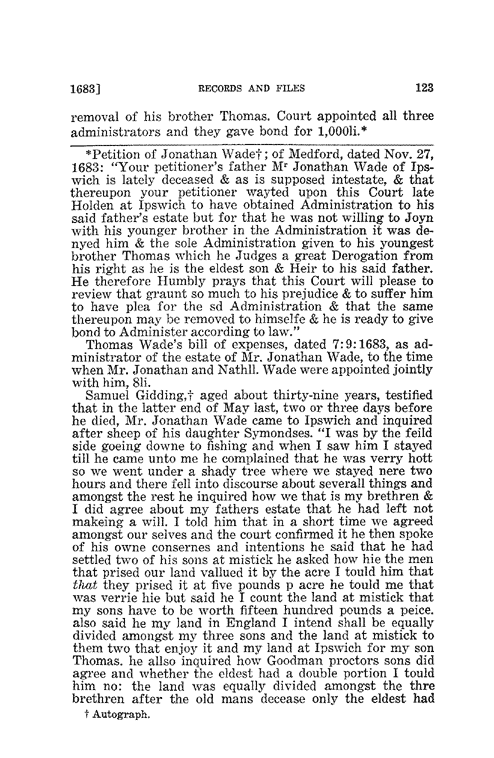 1683] RECORDS AND FILES 123
removal of his brother Thomas. Court appointed all three
administrators and they gave bond for 1,000li.*
*Petition of Jonathan Wade†; of Medford, dated Nov. 27,
1683: “Your petitioner's father Mr Jonathan Wade of Ips-
wich is lately deceased & as is supposed intestate, & that
thereupon your petitioner wayted upon this Court late
Holden at Ipswich to have obtained Administration to his
said father's estate but for that he was not willing to Joyn
with his younger brother in the Administration it was de-
nyed him & the sole Administration given to his youngest
brother Thomas which he Judges a great Derogation from
his right as he is the eldest son & Heir to his said father.
He therefore Humbly prays that this Court will please to
review that graunt so much to his prejudice & to suffer him
to have plea for the sd Administration & that the same
thereupon may be removed to himselfe & he is ready to give
bond to Administer according to law.”
Thomas Wade's bill of expenses, dated 7:9:1683, as ad-
ministrator of the estate of Mr. Jonathan Wade, to the time
when Mr. Jonathan and Nathll. Wade were appointed jointly
with him, 8li.
Samuel Gidding,† aged about thirty-nine years, testified
that in the latter end of May last, two or three days before
he died, Mr. Jonathan Wade came to Ipswich and inquired
after sheep of his daughter Symondses. “I was by the feild
side goeing downe to fishing and when I saw him I stayed
till he came unto me he complained that he was verry hott
so we went under a shady tree where we stayed nere two
hours and there fell into discourse about severall things and
amongst the rest he inquired how we that is my brethren &
I did agree about my fathers estate that he had left not
makeing a will. I told him that in a short time we agreed
amongst our selves and the court confirmed it he then spoke
of his owne consernes and intentions he said that he had
settled two of his sons at mistick he asked how hie the men
that prised our land vallued it by the acre I tould him that
that they prised it at five pounds p acre he tould me that
was verrie hie but said he I count the land at mistick that
my sons have to be worth fifteen hundred pounds a peice.
also said he my land in England I intend shall be equally
divided amongst my three sons and the land at mistick to
them two that enjoy it and my land at Ipswich for my son
Thomas. he allso inquired how Goodman proctors sons did
agree and whether the eldest had a double portion I tould
him no: the land was equally divided amongst the thre
brethren after the old mans decease only the eldest had
† Autograph.